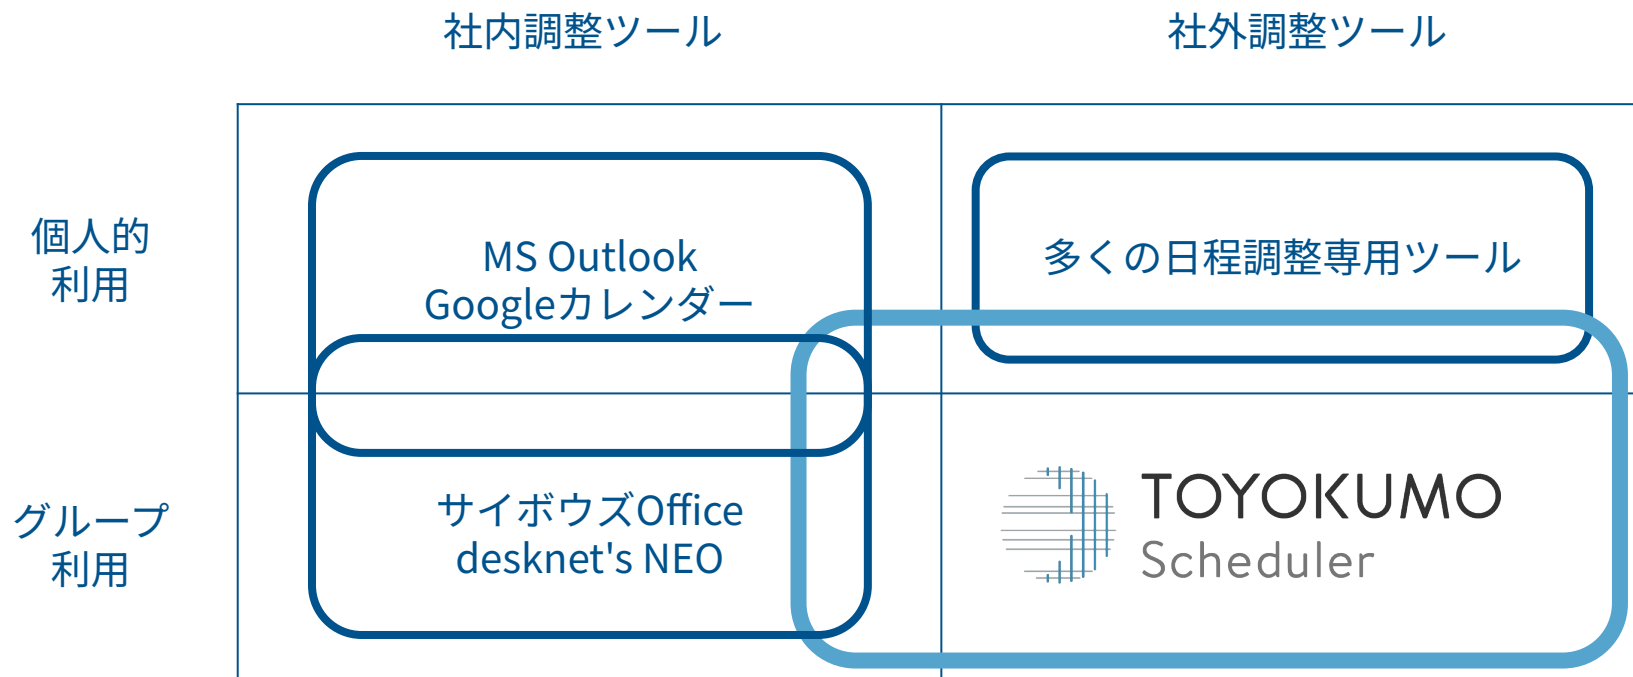 社内調整ツール
社外調整ツール
個人的
利用
MS Outlook
Googleカレンダー
多くの日程調整専用ツール
グループ
利用
サイボウズOffice
desknet's NEO
TOYOKUMO
Scheduler